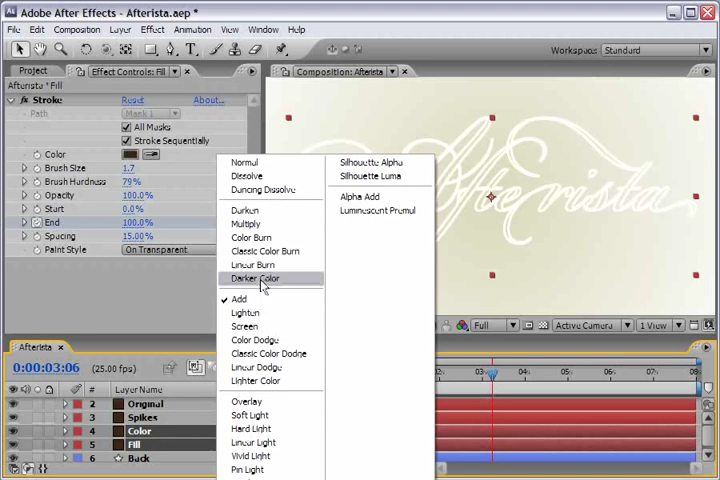 Adobe After Effects - Afterista.aep *
File Edit Composition Layer Effect Animation View Window Help
Workspace: Standard
Project Effect Controls: Fill Composition: Afterista
Afterista * Fill
Stroke Reset About...
Path Mask 1
All Masks
Stroke Sequentially
Color
Brush Size 1.7
Brush Hardness 79%
Opacity 100.0%
Start 0.0%
End 100.0%
Spacing 15.00%
Paint Style On Transparent
Normal
Dissolve
Dancing Dissolve
Darken
Multiply
Color Burn
Classic Color Burn
Linear Burn
Darker Color
Add
Lighten
Screen
Color Dodge
Classic Color Dodge
Linear Dodge
Lighter Color
Overlay
Soft Light
Hard Light
Linear Light
Vivid Light
Pin Light
Silhouette Alpha
Silhouette Luma
Alpha Add
Luminescent Premul
Afterista
Full Active Camera 1 View
Afterista
0:00:03:06 (25.00 fps)
# Layer Name
2 Original
3 Spikes
4 Color
5 Fill
6 Back
03s 04s 05s 06s 07s 08s